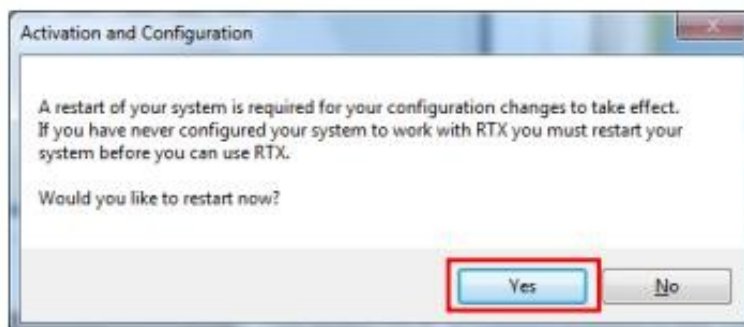 Activation and Configuration
A restart of your system is required for your configuration changes to take effect.
If you have never configured your system to work with RTX you must restart your
system before you can use RTX.
Would you like to restart now?
Yes
No